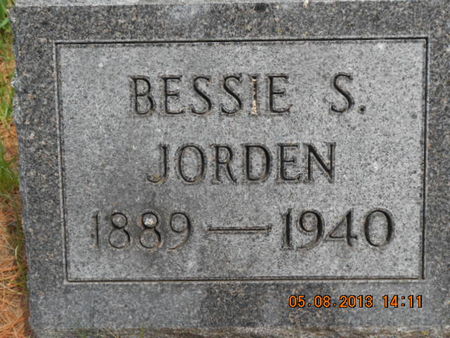 BESSIE S.
JORDEN
1889 — 1940
05.08.2013 14:11